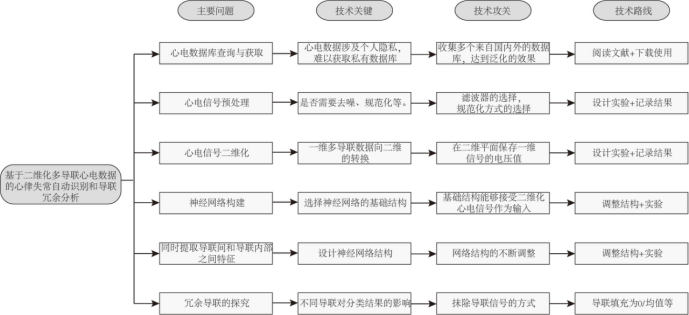 主要问题
技术关键
技术攻关
技术路线
心电数据库查询与获取
心电数据涉及个人隐私，
难以获取私有数据库
收集多个来自国内外的数据
库，达到泛化的效果
阅读文献+下载使用
心电信号预处理
是否需要去噪、规范化等。
滤波器的选择，
规范化方式的选择
设计实验+记录结果
心电信号二维化
一维多导联数据向二维
的转换
在二维平面保存一维
信号的电压值
设计实验+记录结果
基于二维化多导联心电数据
的心律失常自动识别和导联
冗余分析
神经网络构建
选择神经网络的基础结构
基础结构能够接受二维化
心电信号作为输入
调整结构+实验
同时提取导联间和导联内部
之间特征
设计神经网络结构
网络结构的不断调整
调整结构+实验
冗余导联的探究
不同导联对分类结果的影响
抹除导联信号的方式
导联填充为0/均值等